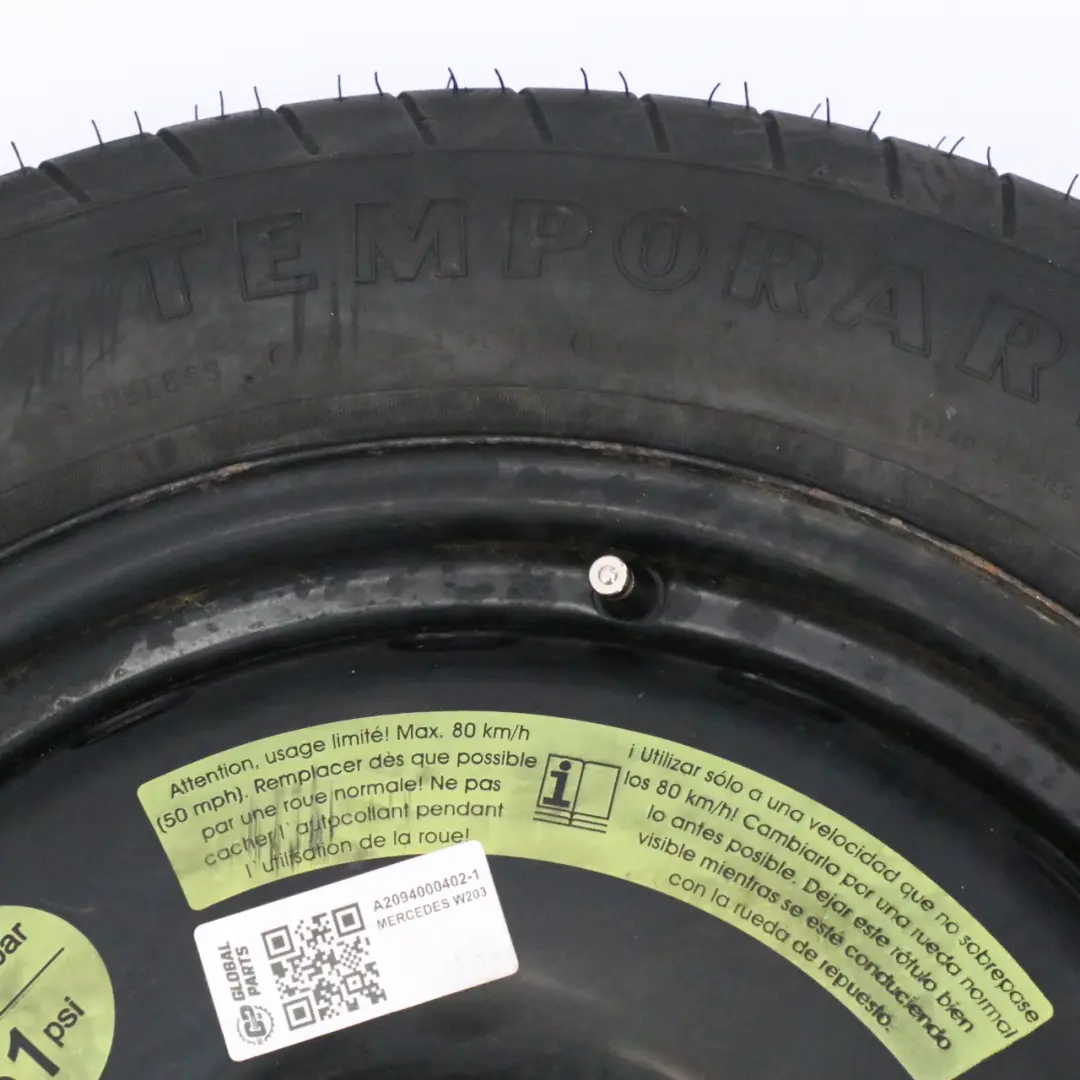 TEMPORAR
TUBELESS
Attention, usage limité! Max. 80 km/h
(50 mph). Remplacer dès que possible
par une roue normale! Ne pas
cacher l' autocollant pendant
l' utilisation de la roue!
i
¡ Utilizar sólo a una velocidad que no sobrepase
los 80 km/h! Cambiarlo por una rueda normal
lo antes posible. Dejar este rótulo bien
visible mientras se esté conduciendo
con la rueda de repuesto.
A2094000402-1
MERCEDES W203
GLOBAL
PARTS
bar
1 psi